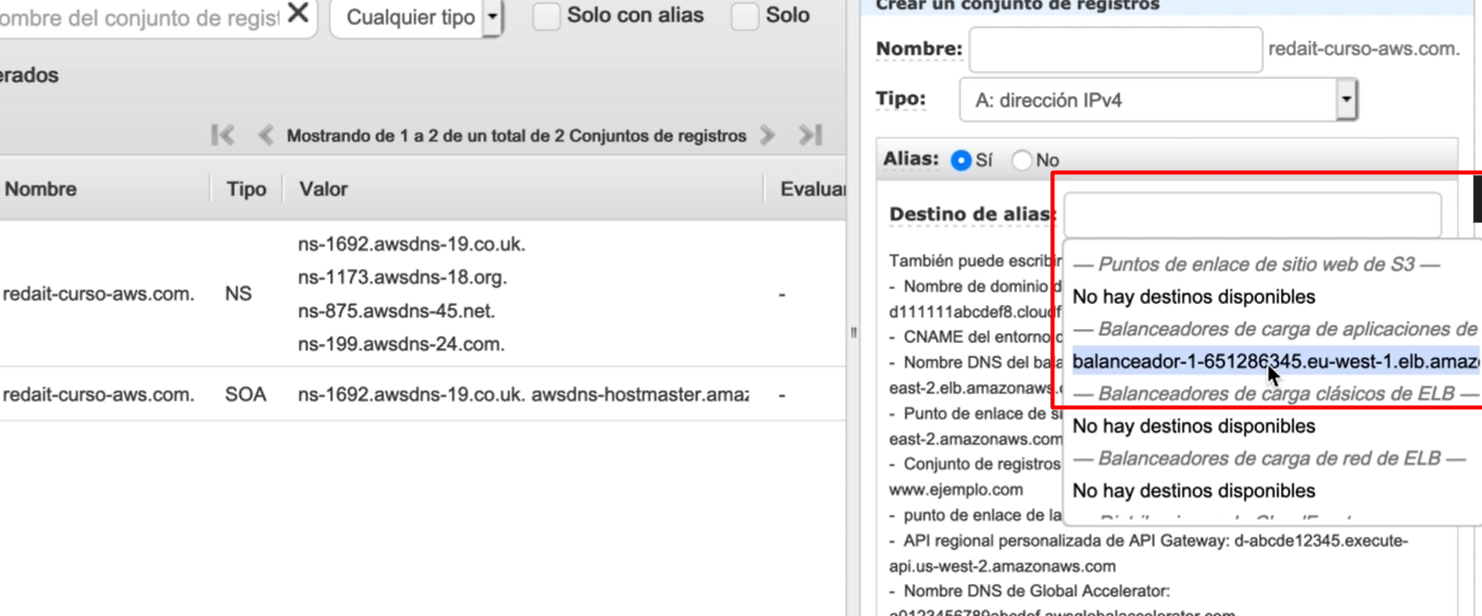 ombre del conjunto de regist
Cualquier tipo
Solo con alias
Solo
erados
Mostrando de 1 a 2 de un total de 2 Conjuntos de registros
Nombre
Tipo
Valor
Evaluar
redait-curso-aws.com.
NS
ns-1692.awsdns-19.co.uk.
ns-1173.awsdns-18.org.
ns-875.awsdns-45.net.
ns-199.awsdns-24.com.
-
redait-curso-aws.com.
SOA
ns-1692.awsdns-19.co.uk. awsdns-hostmaster.amaz
-
Crear un conjunto de registros
Nombre:
redait-curso-aws.com.
Tipo:
A: dirección IPv4
Alias:
Sí
No
Destino de alias:
También puede escribir
- Nombre de dominio d
d111111abcdef8.cloudf
- CNAME del entorno d
- Nombre DNS del bala
east-2.elb.amazonaws.c
- Punto de enlace de si
east-2.amazonaws.com
- Conjunto de registros
www.ejemplo.com
- punto de enlace de la
- API regional personalizada de API Gateway: d-abcde12345.execute-
api.us-west-2.amazonaws.com
- Nombre DNS de Global Accelerator:
a0123456789abcdef.awsglobalaccelerator.com
— Puntos de enlace de sitio web de S3 —
No hay destinos disponibles
— Balanceadores de carga de aplicaciones de
balanceador-1-651286345.eu-west-1.elb.amaz
— Balanceadores de carga clásicos de ELB —
No hay destinos disponibles
— Balanceadores de carga de red de ELB —
No hay destinos disponibles